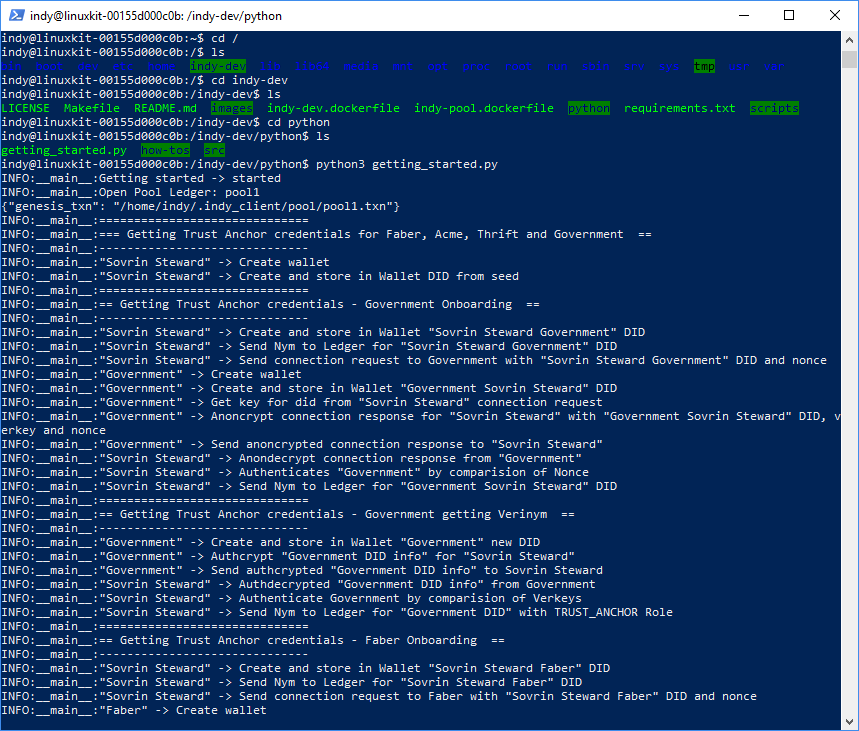 indy@linuxkit-00155d000c0b: /indy-dev/python
indy@linuxkit-00155d000c0b:~$ cd /
indy@linuxkit-00155d000c0b:/$ ls
bin boot dev etc home indy-dev lib lib64 media mnt opt proc root run sbin srv sys tmp usr var
indy@linuxkit-00155d000c0b:/$ cd indy-dev
indy@linuxkit-00155d000c0b:/indy-dev$ ls
LICENSE Makefile README.md images indy-dev.dockerfile indy-pool.dockerfile python requirements.txt scripts
indy@linuxkit-00155d000c0b:/indy-dev$ cd python
indy@linuxkit-00155d000c0b:/indy-dev/python$ ls
getting_started.py how-tos src
indy@linuxkit-00155d000c0b:/indy-dev/python$ python3 getting_started.py
INFO:__main__:Getting started -> started
INFO:__main__:Open Pool Ledger: pool1
{"genesis_txn": "/home/indy/.indy_client/pool/pool1.txn"}
INFO:__main__:==============================
INFO:__main__:=== Getting Trust Anchor credentials for Faber, Acme, Thrift and Government  ==
INFO:__main__:------------------------------
INFO:__main__:"Sovrin Steward" -> Create wallet
INFO:__main__:"Sovrin Steward" -> Create and store in Wallet DID from seed
INFO:__main__:==============================
INFO:__main__:== Getting Trust Anchor credentials - Government Onboarding  ==
INFO:__main__:------------------------------
INFO:__main__:"Sovrin Steward" -> Create and store in Wallet "Sovrin Steward Government" DID
INFO:__main__:"Sovrin Steward" -> Send Nym to Ledger for "Sovrin Steward Government" DID
INFO:__main__:"Sovrin Steward" -> Send connection request to Government with "Sovrin Steward Government" DID and nonce
INFO:__main__:"Government" -> Create wallet
INFO:__main__:"Government" -> Create and store in Wallet "Government Sovrin Steward" DID
INFO:__main__:"Government" -> Get key for did from "Sovrin Steward" connection request
INFO:__main__:"Government" -> Anoncrypt connection response for "Sovrin Steward" with "Government Sovrin Steward" DID, v
erkey and nonce
INFO:__main__:"Government" -> Send anoncrypted connection response to "Sovrin Steward"
INFO:__main__:"Sovrin Steward" -> Anondecrypt connection response from "Government"
INFO:__main__:"Sovrin Steward" -> Authenticates "Government" by comparision of Nonce
INFO:__main__:"Sovrin Steward" -> Send Nym to Ledger for "Government Sovrin Steward" DID
INFO:__main__:==============================
INFO:__main__:== Getting Trust Anchor credentials - Government getting Verinym  ==
INFO:__main__:------------------------------
INFO:__main__:"Government" -> Create and store in Wallet "Government" new DID
INFO:__main__:"Government" -> Authcrypt "Government DID info" for "Sovrin Steward"
INFO:__main__:"Government" -> Send authcrypted "Government DID info" to Sovrin Steward
INFO:__main__:"Sovrin Steward" -> Authdecrypted "Government DID info" from Government
INFO:__main__:"Sovrin Steward" -> Authenticate Government by comparision of Verkeys
INFO:__main__:"Sovrin Steward" -> Send Nym to Ledger for "Government DID" with TRUST_ANCHOR Role
INFO:__main__:==============================
INFO:__main__:== Getting Trust Anchor credentials - Faber Onboarding  ==
INFO:__main__:------------------------------
INFO:__main__:"Sovrin Steward" -> Create and store in Wallet "Sovrin Steward Faber" DID
INFO:__main__:"Sovrin Steward" -> Send Nym to Ledger for "Sovrin Steward Faber" DID
INFO:__main__:"Sovrin Steward" -> Send connection request to Faber with "Sovrin Steward Faber" DID and nonce
INFO:__main__:"Faber" -> Create wallet